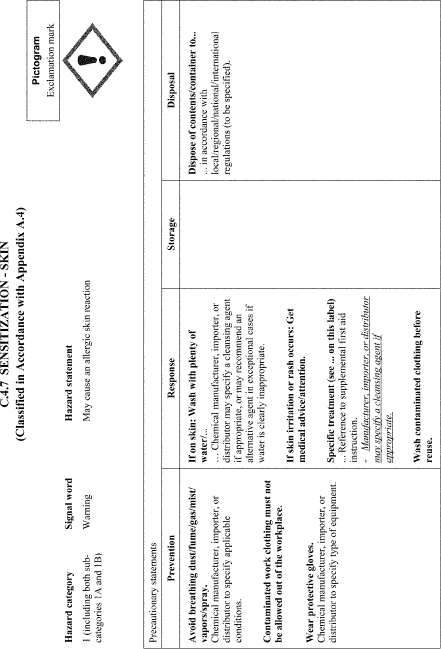 C.4.7 SENSITIZATION - SKIN
(Classified in Accordance with Appendix A.4)
Pictogram
Exclamation mark
Hazard category
Signal word
Hazard statement
1 (including both sub-
categories 1A and 1B)
Warning
May cause an allergic skin reaction
Precautionary statements
Prevention
Response
Storage
Disposal
Avoid breathing dust/fume/gas/mist/
vapors/spray.
Chemical manufacturer, importer, or
distributor to specify applicable
conditions.
Contaminated work clothing must not
be allowed out of the workplace.
Wear protective gloves.
Chemical manufacturer, importer, or
distributor to specify type of equipment.
If on skin: Wash with plenty of
water/...
... Chemical manufacturer, importer, or
distributor may specify a cleansing agent
if appropriate, or may recommend an
alternative agent in exceptional cases if
water is clearly inappropriate.
If skin irritation or rash occurs: Get
medical advice/attention.
Specific treatment (see ... on this label)
... Reference to supplemental first aid
instruction.
- Manufacturer, importer, or distributor
may specify a cleansing agent if
appropriate.
Wash contaminated clothing before
reuse.
Dispose of contents/container to...
... in accordance with
local/regional/national/international
regulations (to be specified).